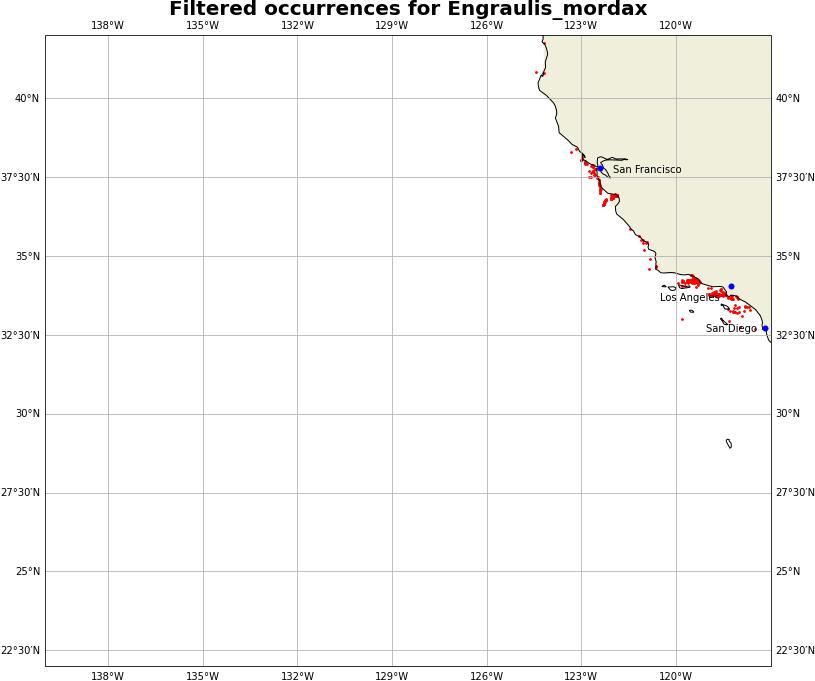 Filtered occurrences for Engraulis_mordax
138°W 135°W 132°W 129°W 126°W 123°W 120°W
40°N 40°N
San Francisco
37°30′N 37°30′N
35°N 35°N
Los Angeles
San Diego
32°30′N 32°30′N
30°N 30°N
27°30′N 27°30′N
25°N 25°N
22°30′N 22°30′N
138°W 135°W 132°W 129°W 126°W 123°W 120°W